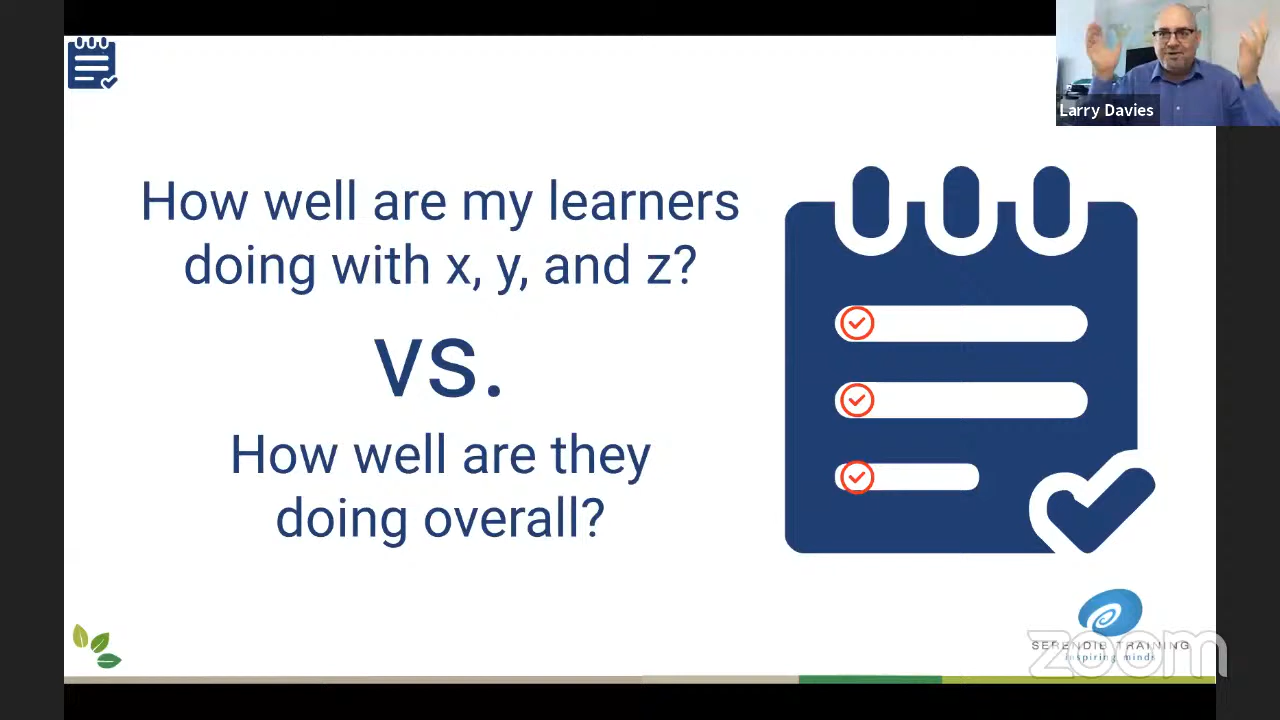 Larry Davies
How well are my learners
doing with x, y, and z?
vs.
How well are they
doing overall?
SERENDIB TRAINING
inspiring minds
zoom